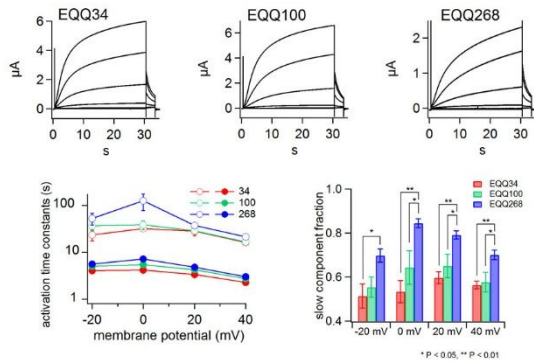 EQQ34
EQQ100
EQQ268
µA
6
4
2
0
0 10 20 30
s
µA
6
4
2
0
0 10 20 30
s
µA
2
1
0
0 10 20 30
s
activation time constants (s)
100
10
1
34
100
268
-20 0 20 40
membrane potential (mV)
slow component fraction
1.0
0.8
0.6
0.4
EQQ34
EQQ100
EQQ268
*
**
*
**
*
**
*
-20 mV 0 mV 20 mV 40 mV
* P < 0.05, ** P < 0.01